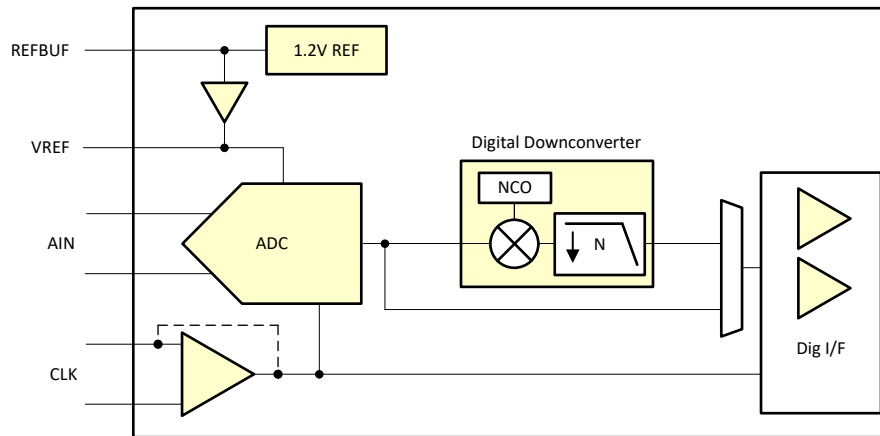 REFBUF
1.2V REF
VREF
Digital Downconverter
NCO
AIN
ADC
N
Dig I/F
CLK